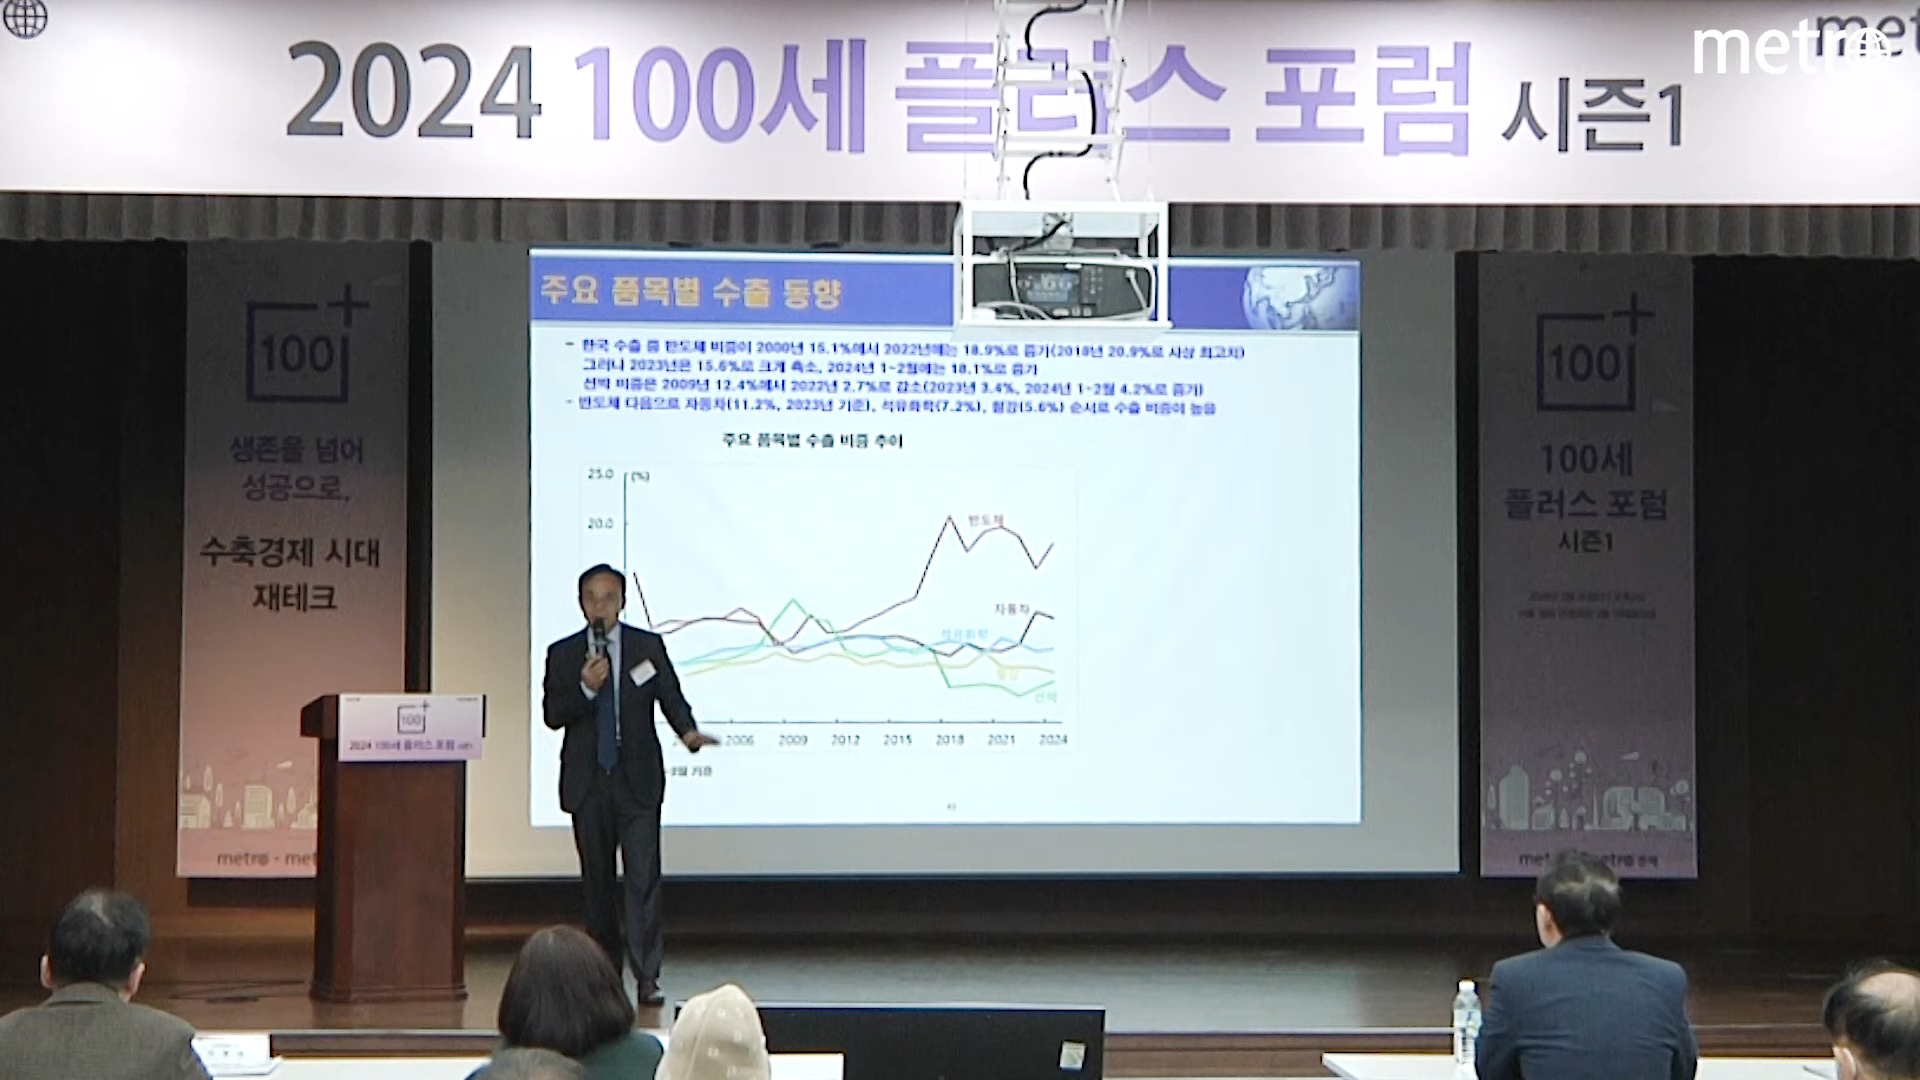 2024 100세 플러스 포럼 시즌1
metro
100
생존을 넘어
성공으로,
수축경제 시대
재테크
주요 품목별 수출 동향
- 한국 수출 중 반도체 비중이 2000년 15.1%에서 2022년에는 18.9%로 증가(2018년 20.9%로 사상 최고치)
그러나 2023년은 15.6%로 크게 축소, 2024년 1~2월에는 18.1%로 증가
선박 비중은 2009년 12.4%에서 2022년 2.7%로 감소(2023년 3.4%, 2024년 1~2월 4.2%로 증가)
- 반도체 다음으로 자동차(11.2%, 2023년 기준), 석유화학(7.2%), 철강(5.6%) 순서로 수출 비중이 높음
주요 품목별 수출 비중 추이
25.0
(%)
20.0
반도체
자동차
석유화학
철강
선박
2006 2009 2012 2015 2018 2021 2024
기준
100
2024 100세 플러스 포럼 시즌1
100
100세
플러스 포럼
시즌1
metro
metro 경제